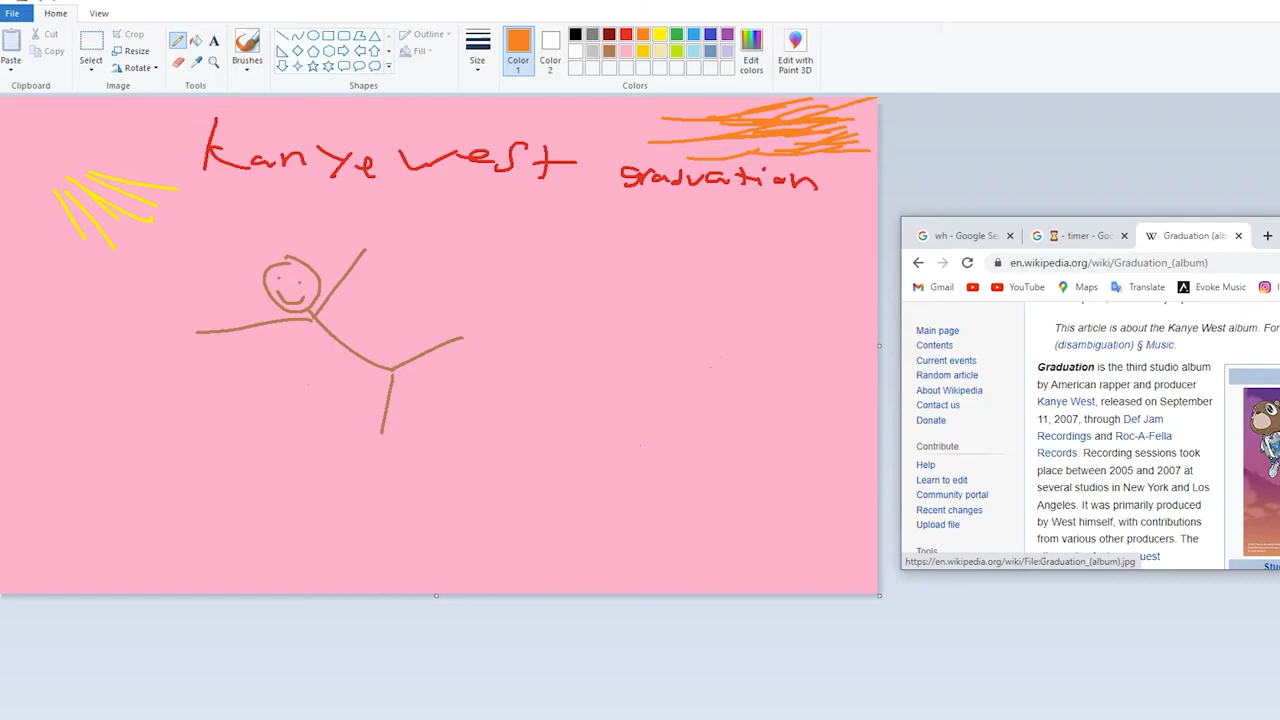 File Home View
Cut
Copy
Paste
Clipboard
Select
Crop
Resize
Rotate
Image
A
Tools
Brushes
Outline
Fill
Shapes
Size
Color 1
Color 2
Edit colors
Colors
Edit with Paint 3D
kanye west
graduation
wh - Google Se
- timer - Goo
W Graduation (alb
en.wikipedia.org/wiki/Graduation_(album)
Gmail YouTube Maps Translate Evoke Music
Main page
Contents
Current events
Random article
About Wikipedia
Contact us
Donate
Contribute
Help
Learn to edit
Community portal
Recent changes
Upload file
Tools
This article is about the Kanye West album. For
(disambiguation) § Music.
Graduation is the third studio album
by American rapper and producer
Kanye West, released on September
11, 2007, through Def Jam
Recordings and Roc-A-Fella
Records. Recording sessions took
place between 2005 and 2007 at
several studios in New York and Los
Angeles. It was primarily produced
by West himself, with contributions
from various other producers. The
uest
https://en.wikipedia.org/wiki/File:Graduation_(album).jpg
Stu